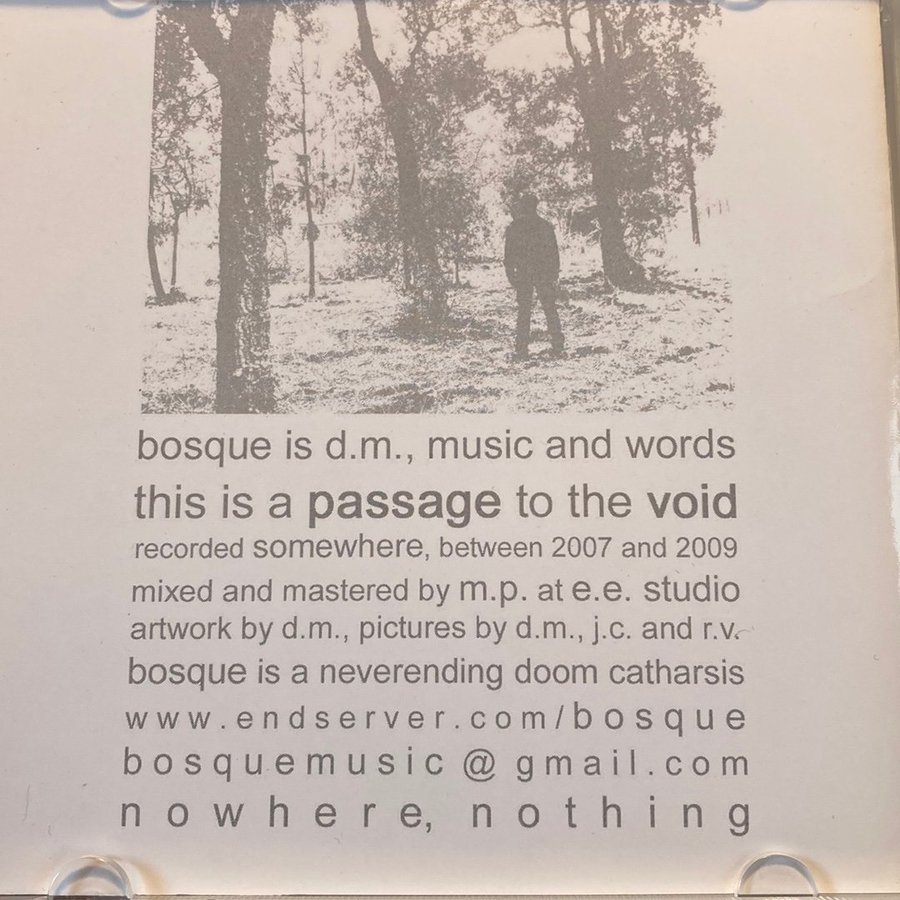 bosque is d.m., music and words
this is a passage to the void
recorded somewhere, between 2007 and 2009
mixed and mastered by m.p. at e.e. studio
artwork by d.m., pictures by d.m., j.c. and r.v.
bosque is a neverending doom catharsis
www.endserver.com/bosque
bosquemusic@gmail.com
nowhere, nothing